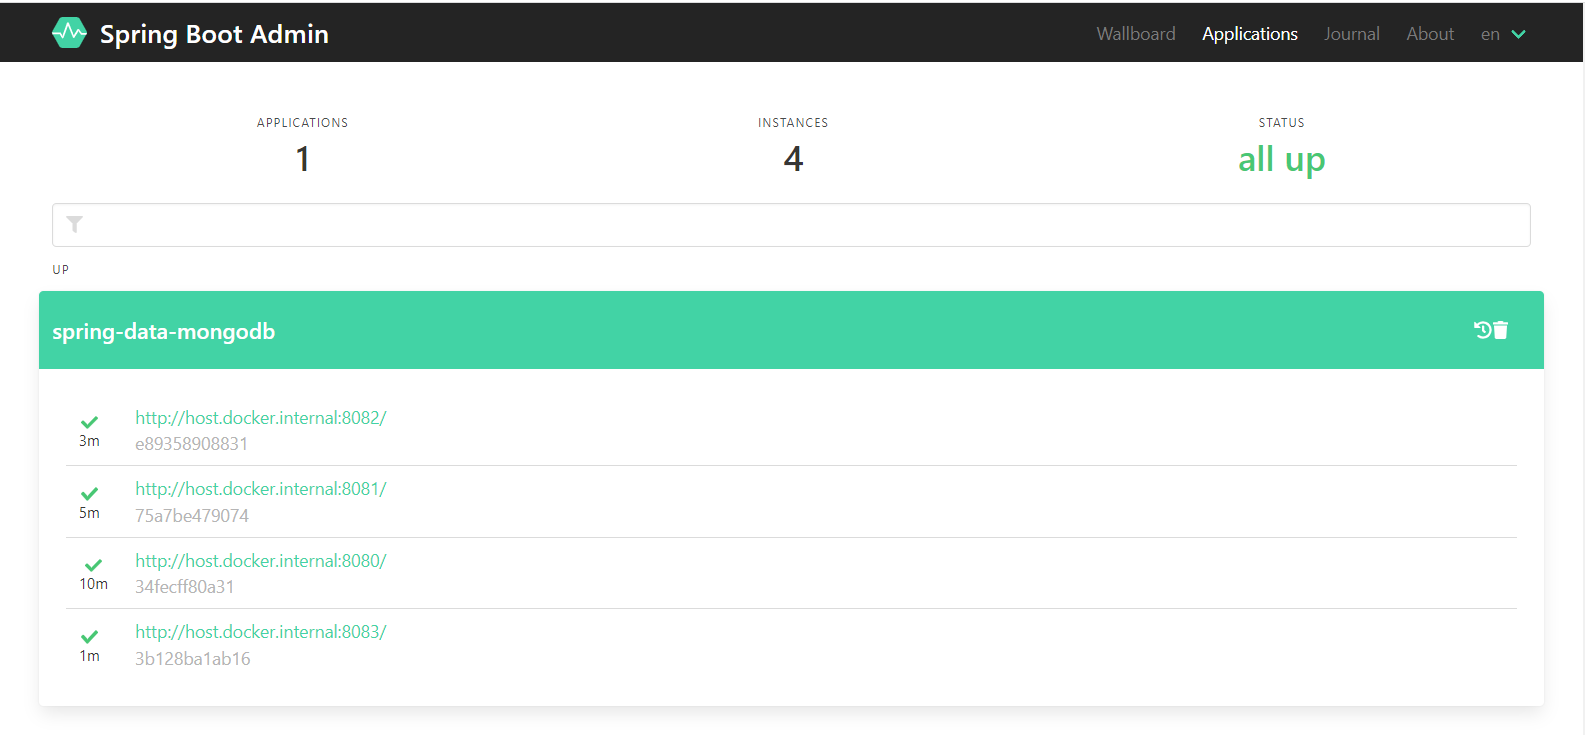 Spring Boot Admin
Wallboard Applications Journal About en
APPLICATIONS INSTANCES STATUS
1 4 all up
UP
spring-data-mongodb
http://host.docker.internal:8082/
3m e89358908831
http://host.docker.internal:8081/
5m 75a7be479074
http://host.docker.internal:8080/
10m 34fecff80a31
http://host.docker.internal:8083/
1m 3b128ba1ab16